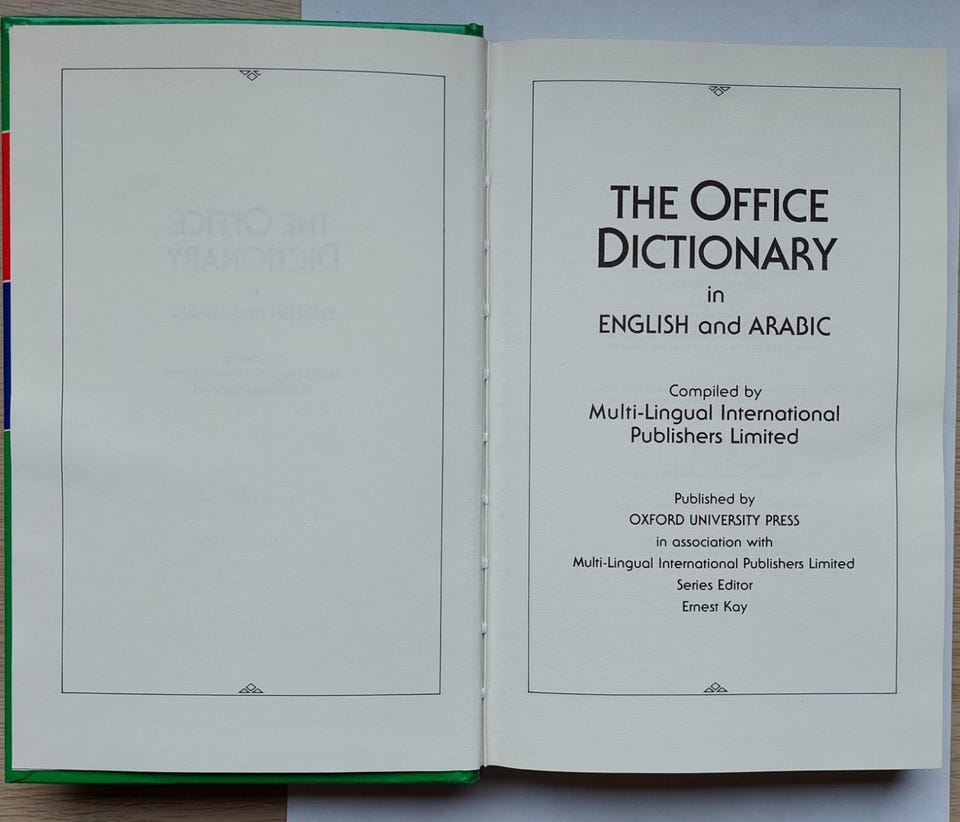 THE OFFICE
DICTIONARY
in
ENGLISH and ARABIC
Compiled by
Multi-Lingual International
Publishers Limited
Published by
OXFORD UNIVERSITY PRESS
in association with
Multi-Lingual International Publishers Limited
Series Editor
Ernest Kay